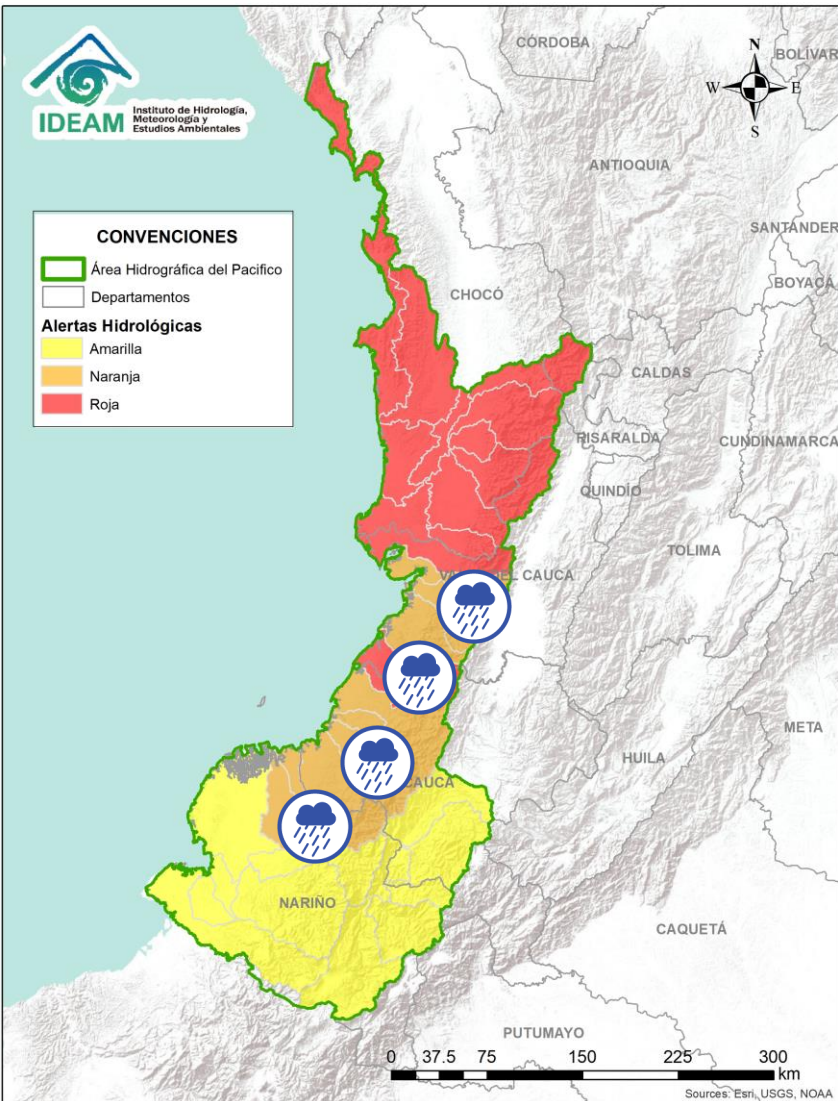 IDEAM
Instituto de Hidrología,
Meteorología y
Estudios Ambientales
CONVENCIONES
Área Hidrográfica del Pacifico
Departamentos
Alertas Hidrológicas
Amarilla
Naranja
Roja
N
W
E
S
CÓRDOBA
BOLÍVAR
ANTIOQUIA
SANTANDER
BOYACÁ
CHOCÓ
CALDAS
RISARALDA
CUNDINAMARCA
QUINDÍO
TOLIMA
DEL CAUCA
META
HUILA
CAUCA
NARIÑO
CAQUETÁ
PUTUMAYO
0 37.5 75 150 225 300
km
Sources: Esri, USGS, NOAA